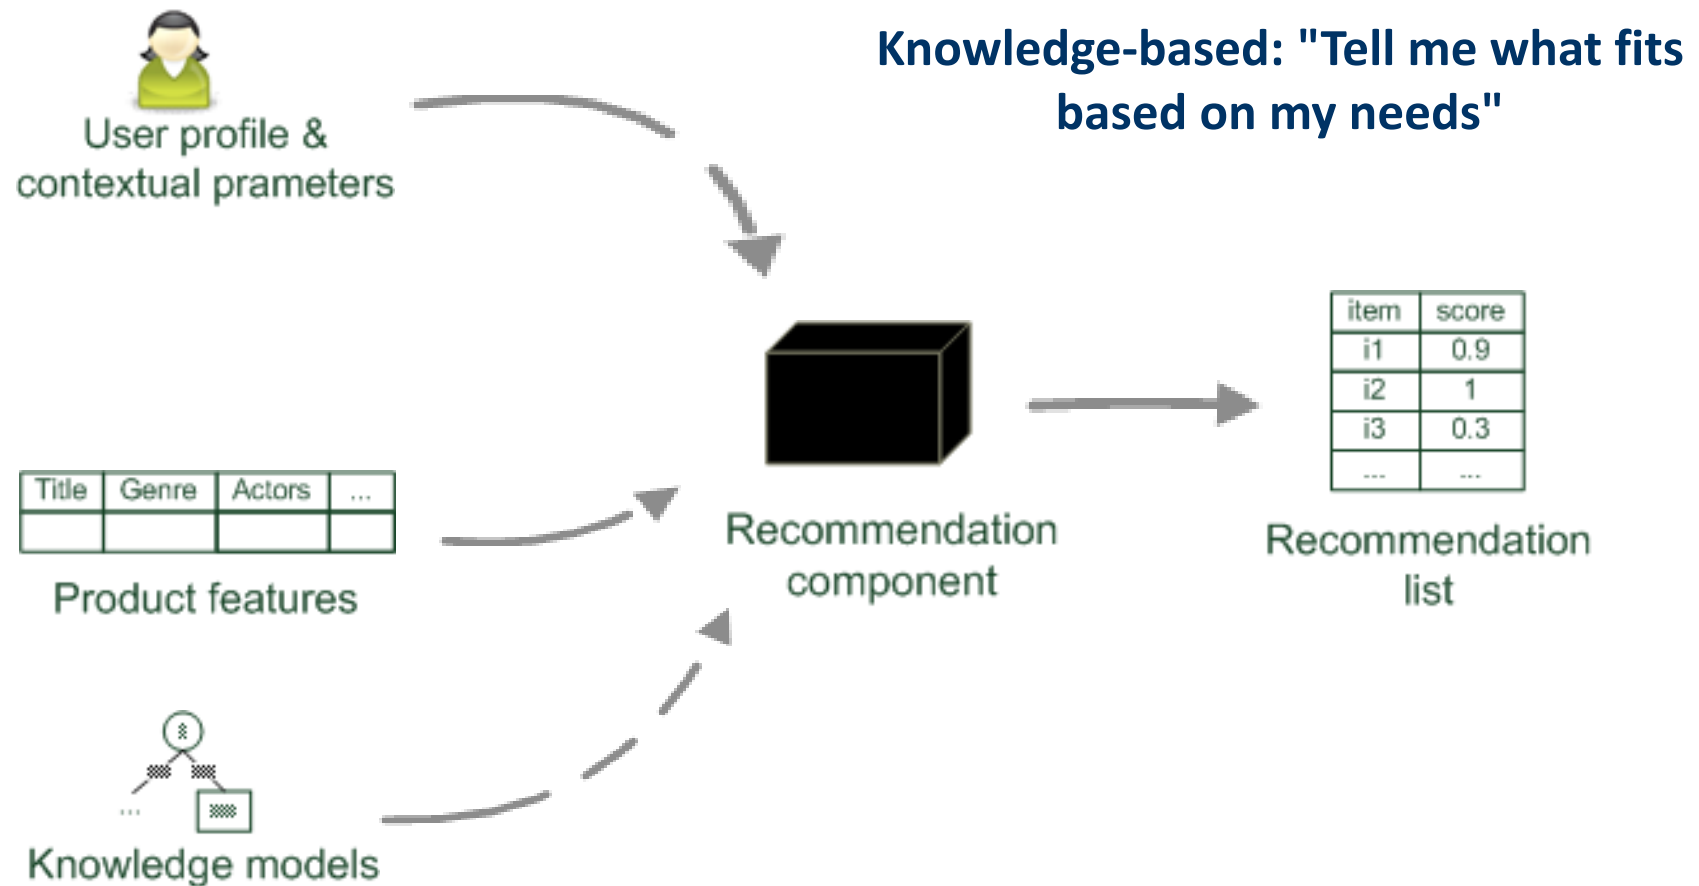 Knowledge-based: "Tell me what fits
based on my needs"
User profile &
contextual prameters
Title Genre Actors ...
Product features
...
Knowledge models
Recommendation
component
item score
i1 0.9
i2 1
i3 0.3
... ...
Recommendation
list